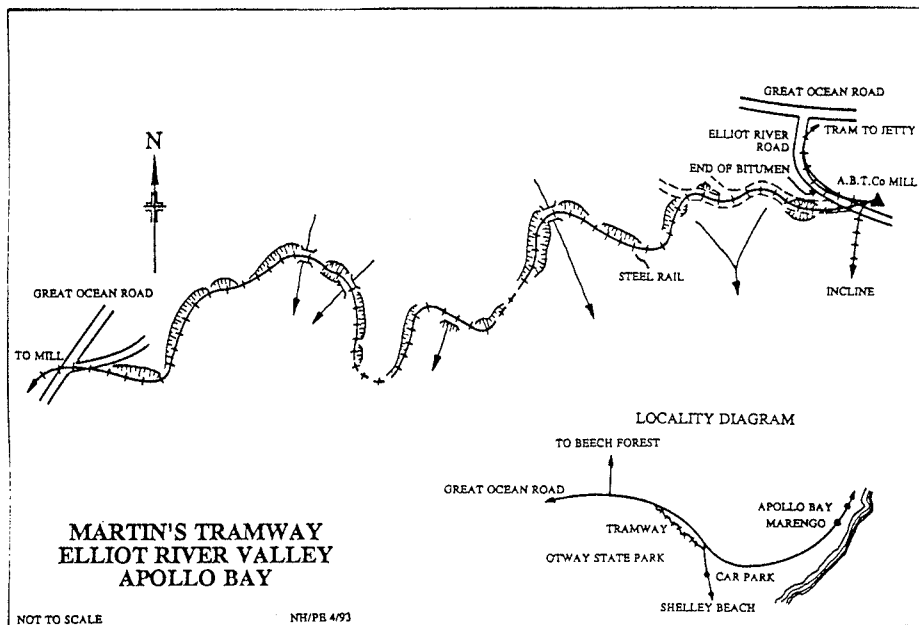 GREAT OCEAN ROAD
ELLIOT RIVER
ROAD
TRAM TO JETTY
N
END OF BITUMEN
A.B.T.Co MILL
STEEL RAIL
INCLINE
GREAT OCEAN ROAD
TO MILL
LOCALITY DIAGRAM
TO BEECH FOREST
GREAT OCEAN ROAD
APOLLO BAY
MARENGO
TRAMWAY
OTWAY STATE PARK
CAR PARK
SHELLEY BEACH
MARTIN'S TRAMWAY
ELLIOT RIVER VALLEY
APOLLO BAY
NOT TO SCALE
NH/PE 4/93